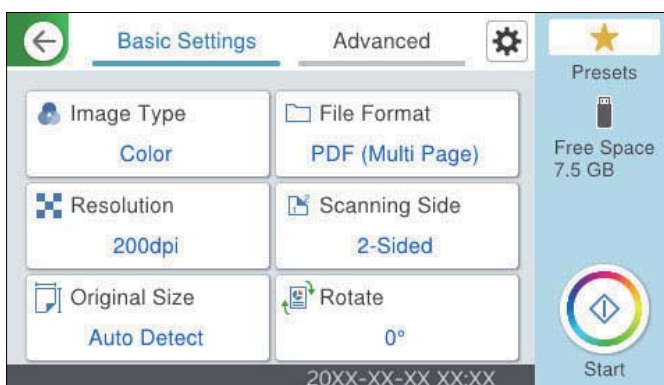 Basic Settings
Advanced
Presets
Image Type
Color
File Format
PDF (Multi Page)
Free Space
7.5 GB
Resolution
200dpi
Scanning Side
2-Sided
Original Size
Auto Detect
Rotate
0°
Start
20XX-XX-XX XX:XX